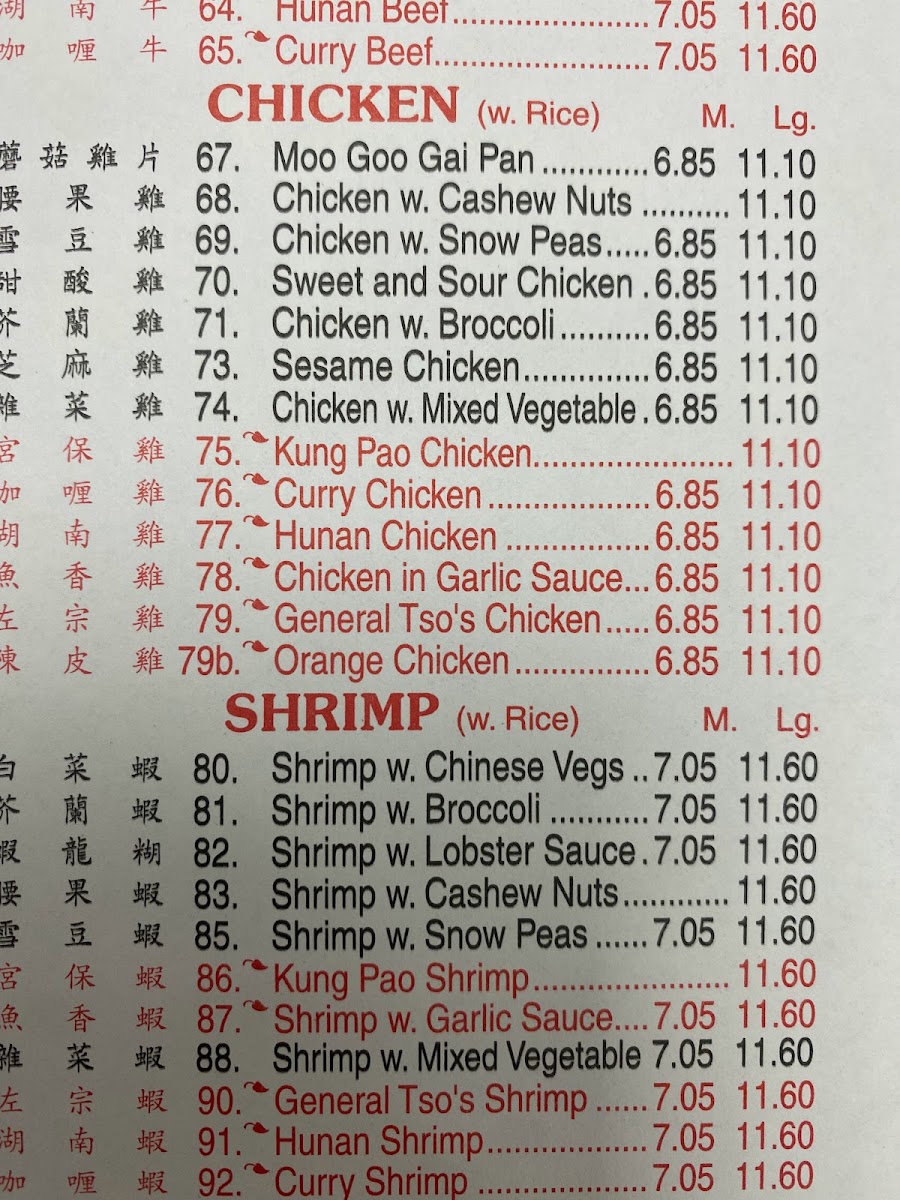 湖 南 牛 64. Hunan Beef....................7.05 11.60
咖 喱 牛 65. Curry Beef......................7.05 11.60
CHICKEN (w. Rice) M. Lg.
蘑 菇 雞 片 67. Moo Goo Gai Pan ............6.85 11.10
腰 果 雞 68. Chicken w. Cashew Nuts .......... 11.10
雪 豆 雞 69. Chicken w. Snow Peas.....6.85 11.10
甜 酸 雞 70. Sweet and Sour Chicken .6.85 11.10
芥 蘭 雞 71. Chicken w. Broccoli ..........6.85 11.10
芝 麻 雞 73. Sesame Chicken..............6.85 11.10
雜 菜 雞 74. Chicken w. Mixed Vegetable.6.85 11.10
宮 保 雞 75. Kung Pao Chicken....................... 11.10
咖 喱 雞 76. Curry Chicken ..................6.85 11.10
湖 南 雞 77. Hunan Chicken ................6.85 11.10
魚 香 雞 78. Chicken in Garlic Sauce...6.85 11.10
左 宗 雞 79. General Tso's Chicken.....6.85 11.10
陳 皮 雞 79b. Orange Chicken...............6.85 11.10
SHRIMP (w. Rice) M. Lg.
白 菜 蝦 80. Shrimp w. Chinese Vegs ..7.05 11.60
芥 蘭 蝦 81. Shrimp w. Broccoli ...........7.05 11.60
蝦 龍 糊 82. Shrimp w. Lobster Sauce.7.05 11.60
腰 果 蝦 83. Shrimp w. Cashew Nuts............ 11.60
雪 豆 蝦 85. Shrimp w. Snow Peas ......7.05 11.60
宮 保 蝦 86. Kung Pao Shrimp...................... 11.60
魚 香 蝦 87. Shrimp w. Garlic Sauce....7.05 11.60
雜 菜 蝦 88. Shrimp w. Mixed Vegetable 7.05 11.60
左 宗 蝦 90. General Tso's Shrimp ......7.05 11.60
湖 南 蝦 91. Hunan Shrimp..................7.05 11.60
咖 喱 蝦 92. Curry Shrimp ...................7.05 11.60